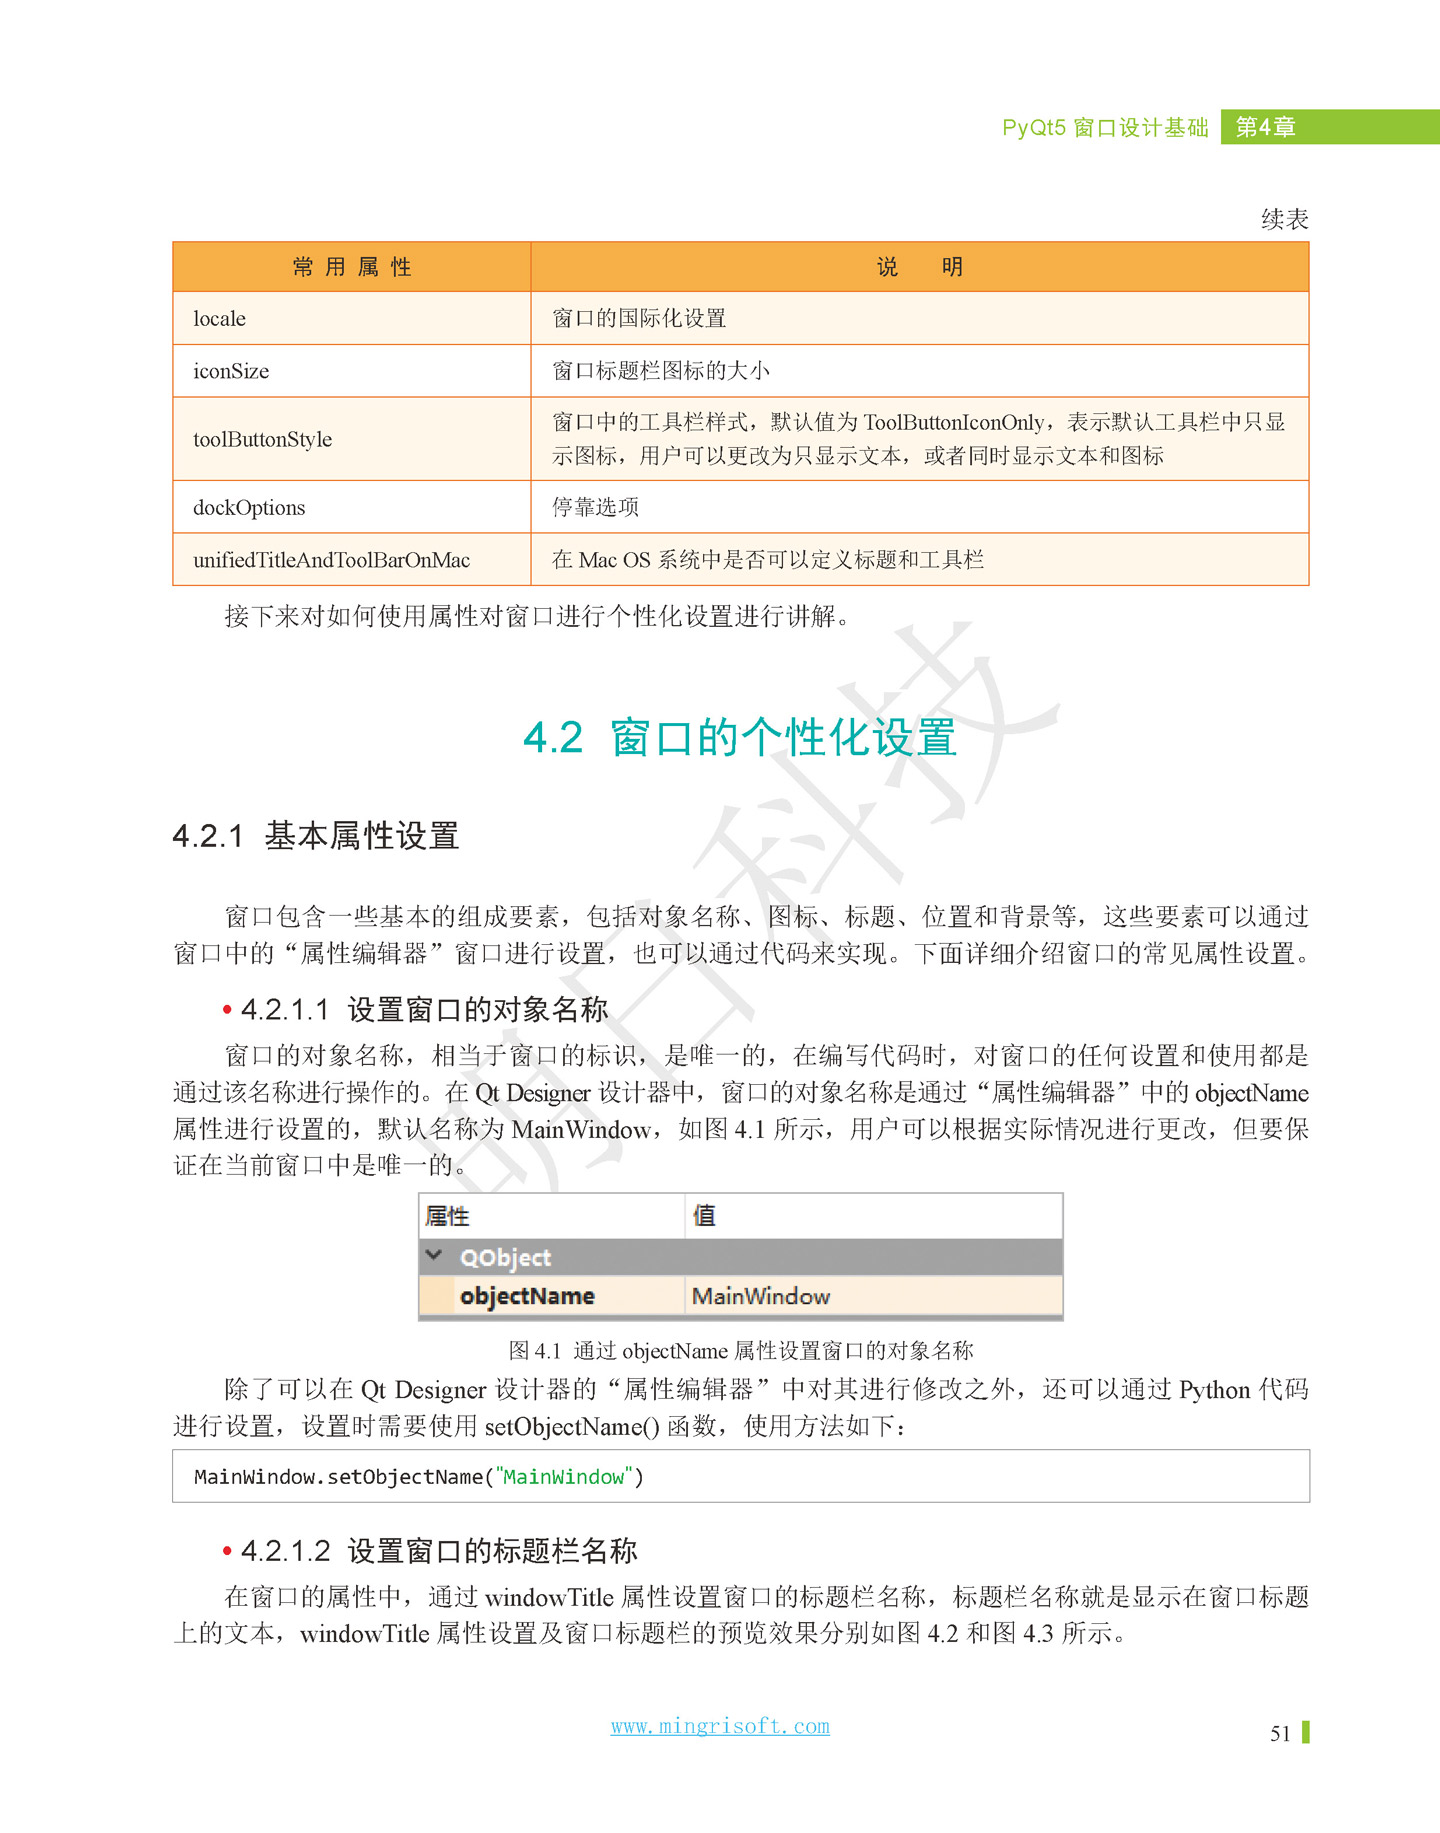 PyQt5 窗口设计基础 第4章
续表
常用属性 说 明
locale 窗口的国际化设置
iconSize 窗口标题栏图标的大小
toolButtonStyle 窗口中的工具栏样式，默认值为 ToolButtonIconOnly，表示默认工具栏中只显
示图标，用户可以更改为只显示文本，或者同时显示文本和图标
dockOptions 停靠选项
unifiedTitleAndToolBarOnMac 在 Mac OS 系统中是否可以定义标题和工具栏
接下来对如何使用属性对窗口进行个性化设置进行讲解。
4.2 窗口的个性化设置
4.2.1 基本属性设置
窗口包含一些基本的组成要素，包括对象名称、图标、标题、位置和背景等，这些要素可以通过
窗口中的“属性编辑器”窗口进行设置，也可以通过代码来实现。下面详细介绍窗口的常见属性设置。
• 4.2.1.1 设置窗口的对象名称
窗口的对象名称，相当于窗口的标识，是唯一的，在编写代码时，对窗口的任何设置和使用都是
通过该名称进行操作的。在 Qt Designer 设计器中，窗口的对象名称是通过“属性编辑器”中的 objectName
属性进行设置的，默认名称为 MainWindow，如图 4.1 所示，用户可以根据实际情况进行更改，但要保
证在当前窗口中是唯一的。
属性 值
QObject
objectName MainWindow
图 4.1 通过 objectName 属性设置窗口的对象名称
除了可以在 Qt Designer 设计器的“属性编辑器”中对其进行修改之外，还可以通过 Python 代码
进行设置，设置时需要使用 setObjectName() 函数，使用方法如下：
MainWindow.setObjectName("MainWindow")
• 4.2.1.2 设置窗口的标题栏名称
在窗口的属性中，通过 windowTitle 属性设置窗口的标题栏名称，标题栏名称就是显示在窗口标题
上的文本，windowTitle 属性设置及窗口标题栏的预览效果分别如图 4.2 和图 4.3 所示。
明日科技
www.mingrisoft.com
51